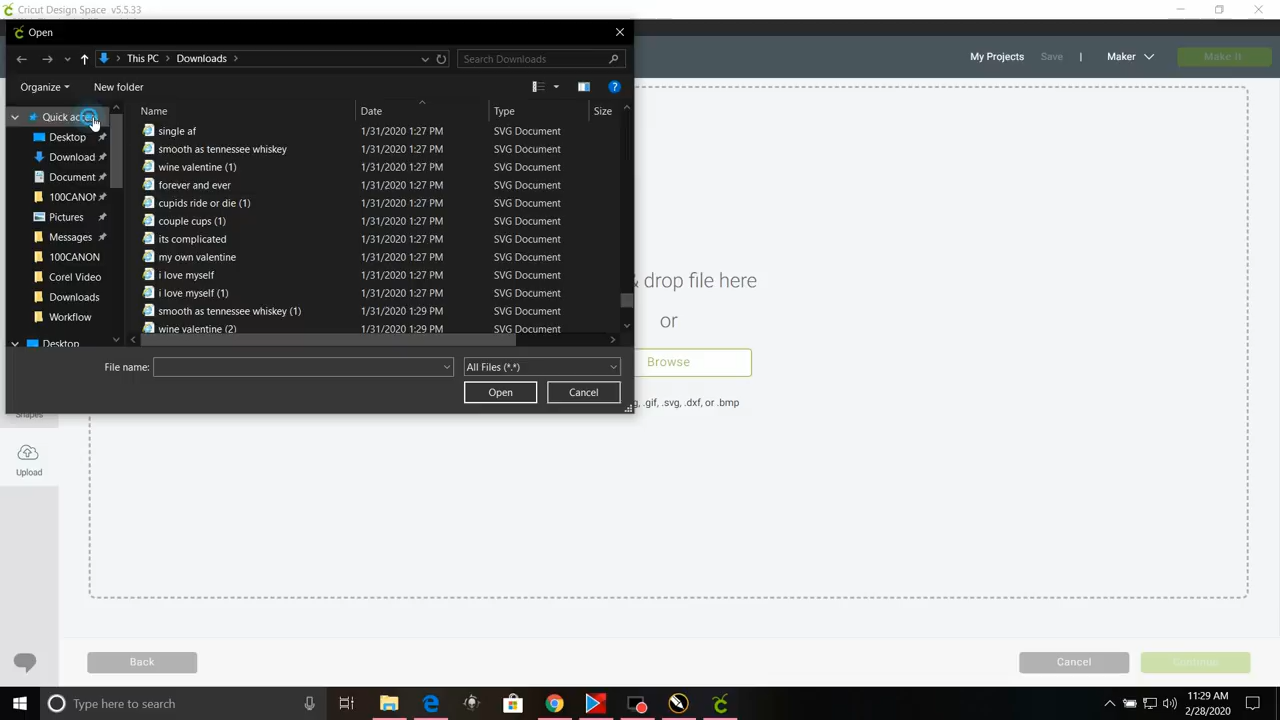 Cricut Design Space v5.5.33
Open
This PC > Downloads >
Search Downloads
My Projects Save | Maker Make It
Organize New folder
Name Date Type Size
Quick acce
Desktop
Download
Document
100CANON
Pictures
Messages
100CANON
Corel Video
Downloads
Workflow
Desktop
single af 1/31/2020 1:27 PM SVG Document
smooth as tennessee whiskey 1/31/2020 1:27 PM SVG Document
wine valentine (1) 1/31/2020 1:27 PM SVG Document
forever and ever 1/31/2020 1:27 PM SVG Document
cupids ride or die (1) 1/31/2020 1:27 PM SVG Document
couple cups (1) 1/31/2020 1:27 PM SVG Document
its complicated 1/31/2020 1:27 PM SVG Document
my own valentine 1/31/2020 1:27 PM SVG Document
i love myself 1/31/2020 1:27 PM SVG Document
i love myself (1) 1/31/2020 1:27 PM SVG Document
smooth as tennessee whiskey (1) 1/31/2020 1:29 PM SVG Document
wine valentine (2) 1/31/2020 1:29 PM SVG Document
File name: All Files (*.*)
Open Cancel
& drop file here
or
Browse
g, .gif, .svg, .dxf, or .bmp
Shapes
Upload
Back Cancel Continue
Type here to search
11:29 AM
2/28/2020